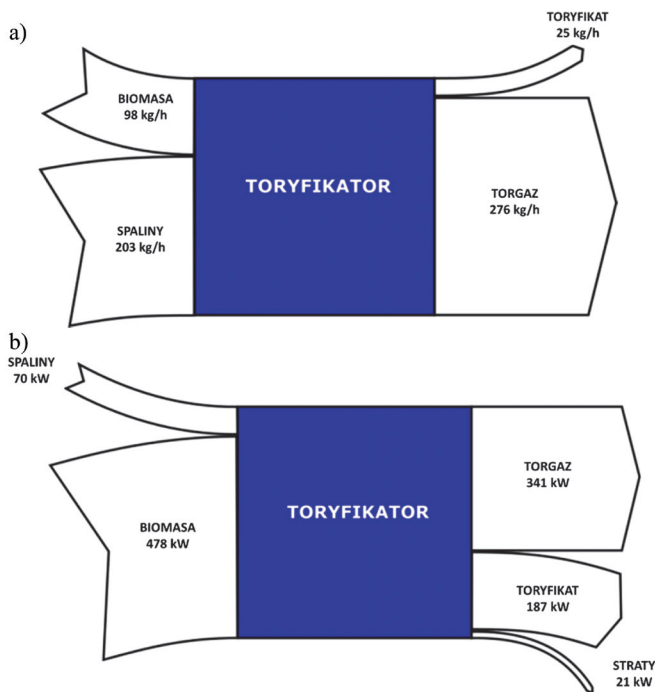 a)
TORYFIKAT
25 kg/h
BIOMASA
98 kg/h
TORYFIKATOR
TORGAZ
276 kg/h
SPALINY
203 kg/h
b)
SPALINY
70 kW
TORGAZ
341 kW
TORYFIKATOR
BIOMASA
478 kW
TORYFIKAT
187 kW
STRATY
21 kW